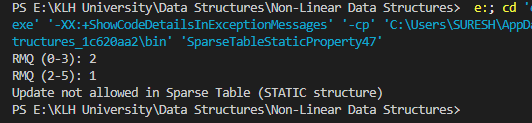 PS E:\KLH University\Data Structures\Non-Linear Data Structures>  e:; cd 'e
exe' '-XX:+ShowCodeDetailsInExceptionMessages' '-cp' 'C:\Users\SURESH\AppDa
tructures_1c620aa2\bin' 'SparseTableStaticProperty47'
RMQ (0-3): 2
RMQ (2-5): 1
Update not allowed in Sparse Table (STATIC structure)
PS E:\KLH University\Data Structures\Non-Linear Data Structures>